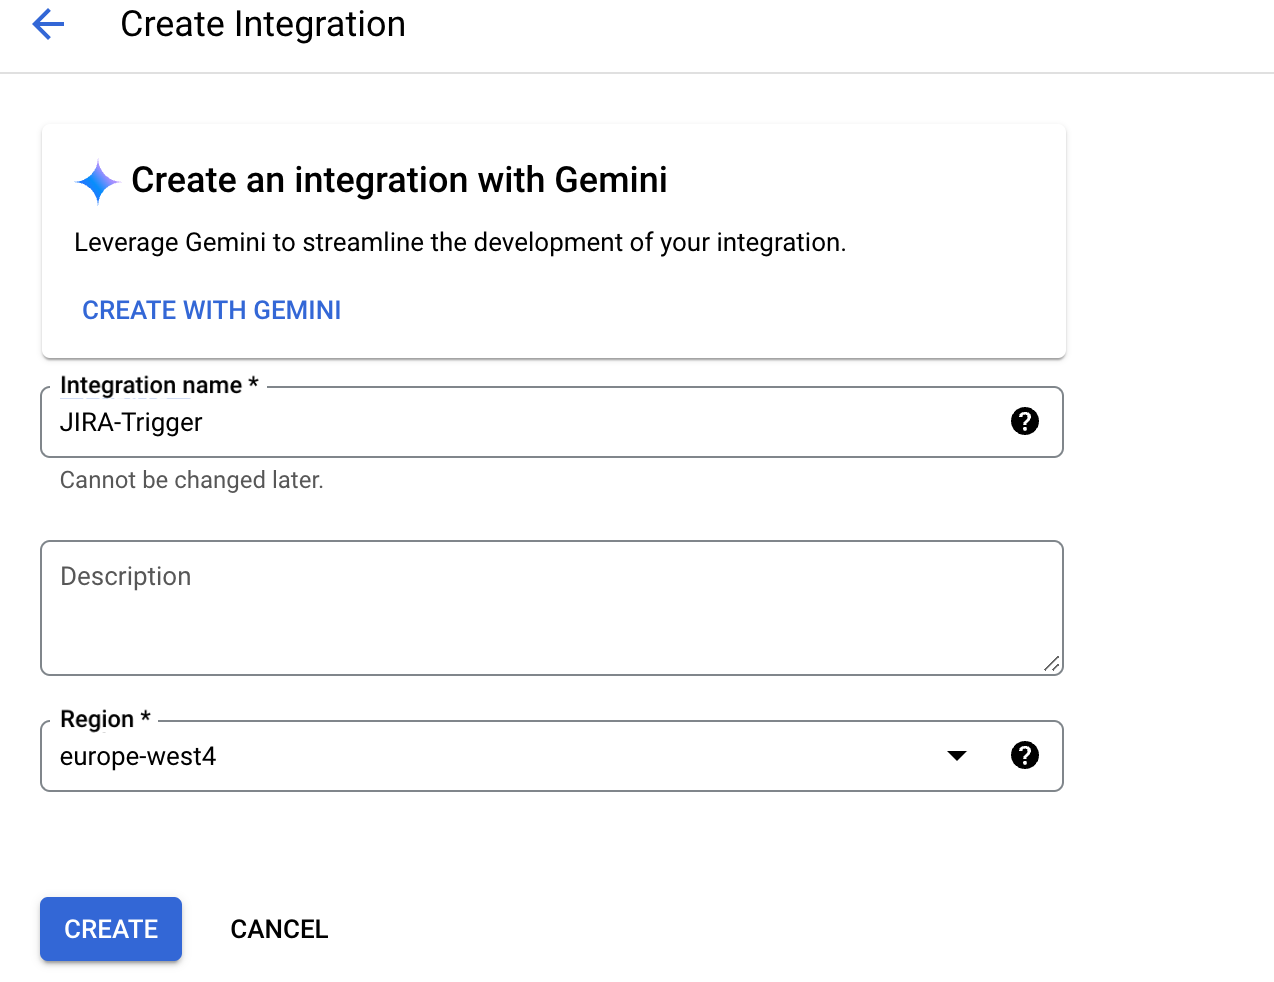 Create Integration
Create an integration with Gemini
Leverage Gemini to streamline the development of your integration.
CREATE WITH GEMINI
Integration name *
JIRA-Trigger
Cannot be changed later.
Description
Region *
europe-west4
CREATE
CANCEL